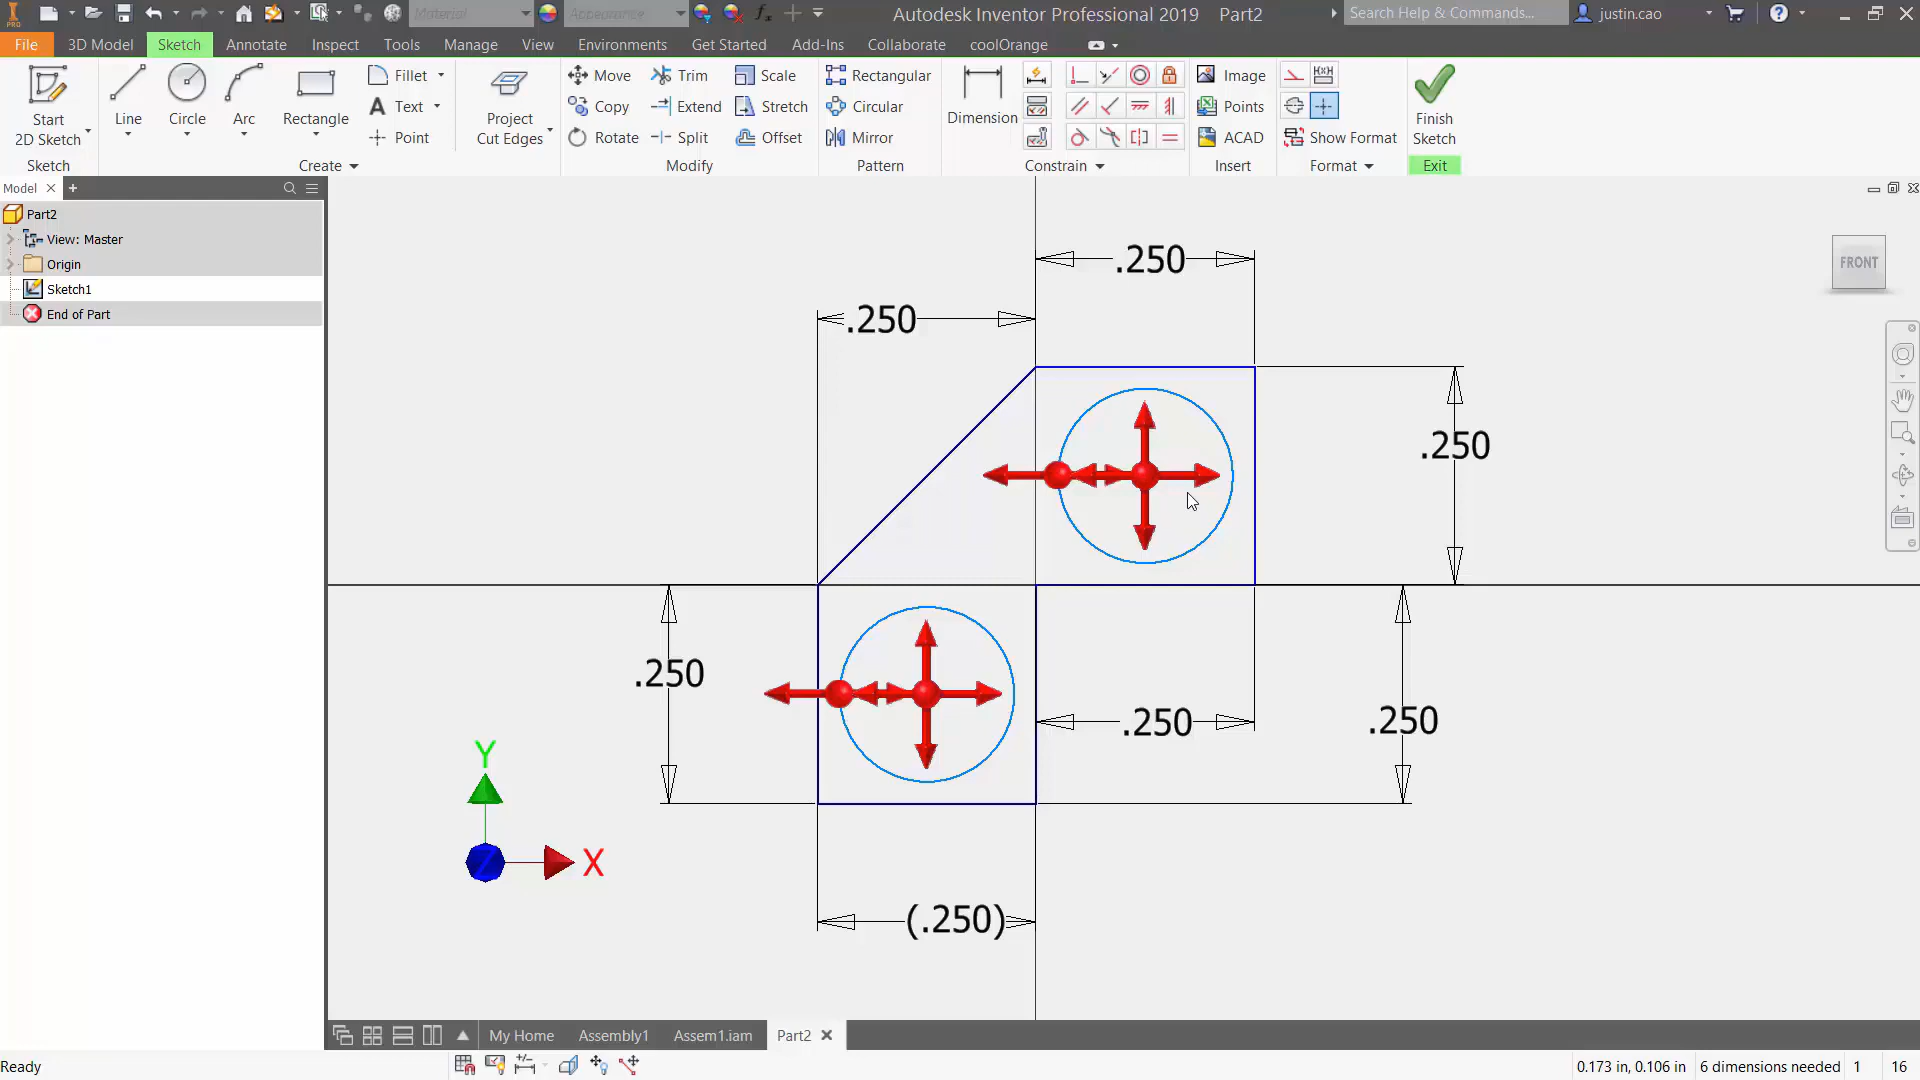 PRO
Material
Appearance
Autodesk Inventor Professional 2019 Part2
Search Help & Commands...
justin.cao
File 3D Model Sketch Annotate Inspect Tools Manage View Environments Get Started Add-Ins Collaborate coolOrange
Start
2D Sketch
Line
Circle
Arc
Rectangle
Fillet
Text
Point
Project
Cut Edges
Move
Copy
Rotate
Trim
Extend
Split
Scale
Stretch
Offset
Rectangular
Circular
Mirror
Dimension
Image
Points
ACAD
Show Format
Finish
Sketch
Sketch
Create
Modify
Pattern
Constrain
Insert
Format
Exit
Model
Part2
View: Master
Origin
Sketch1
End of Part
FRONT
.250
.250
.250
.250
.250
.250
(.250)
Y
Z
X
My Home Assembly1 Assem1.iam Part2
Ready
0.173 in, 0.106 in 6 dimensions needed 1 16